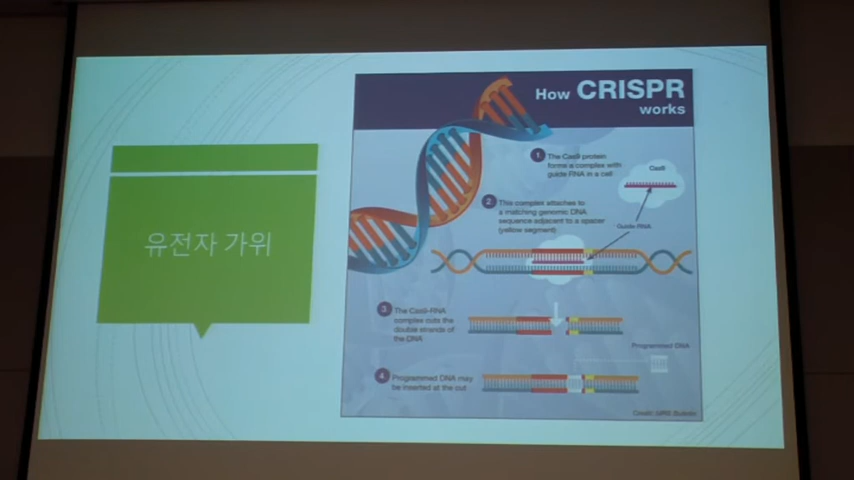 유전자 가위
How CRISPR
works
1 The Cas9 protein
forms a complex with
guide RNA in a cell
Cas9
2 This complex attaches to
a matching genomic DNA
sequence adjacent to a spacer
(yellow segment)
Guide RNA
3 The Cas9-RNA
complex cuts the
double strands of
the DNA
Programmed DNA
4 Programmed DNA may
be inserted at the cut
Credit: